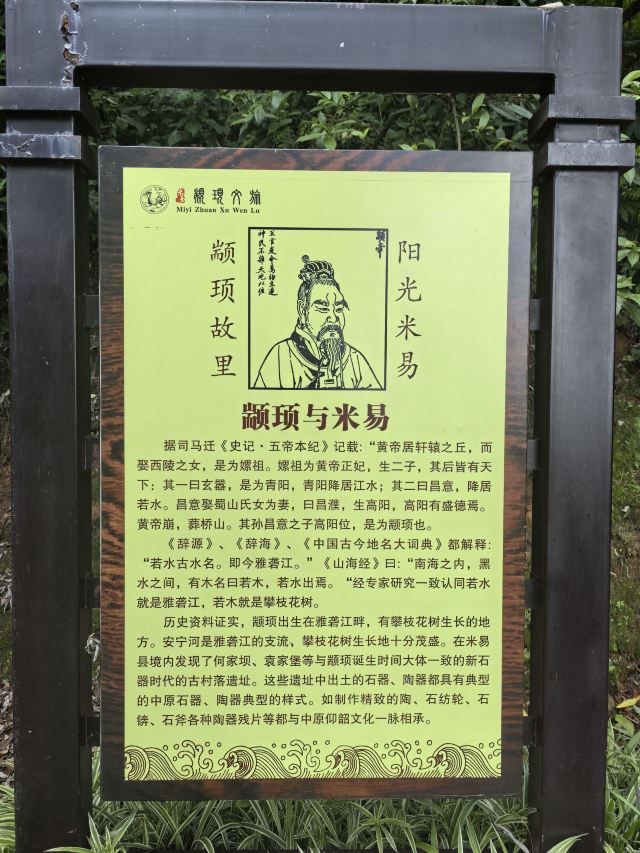 颛顼文旅
Miyi Zhuan Xu Wen Lu
颛顼故里
阳光米易
颛顼与米易
据司马迁《史记·五帝本纪》记载:“黄帝居轩辕之丘，而
娶西陵之女，是为嫘祖。嫘祖为黄帝正妃，生二子，其后皆有天
下：其一曰玄嚣，是为青阳，青阳降居江水；其二曰昌意，降居
若水。昌意娶蜀山氏女为妻，曰昌濮，生高阳，高阳有盛德焉。
黄帝崩，葬桥山。其孙昌意之子高阳位，是为颛顼也。
《辞源》、《辞海》、《中国古今地名大词典》都解释：
“若水古水名。即今雅砻江。”《山海经》曰：“南海之内，黑
水之间，有木名曰若木，若水出焉。“经专家研究一致认同若水
就是雅砻江，若木就是攀枝花树。
历史资料证实，颛顼出生在雅砻江畔，有攀枝花树生长的地
方。安宁河是雅砻江的支流，攀枝花树生长地十分茂盛。在米易
县境内发现了何家坝、袁家堡等与颛顼诞生时间大体一致的新石
器时代的古村落遗址。这些遗址中出土的石器、陶器都具有典型
的中原石器、陶器典型的样式。如制作精致的陶、石纺轮、石
锛、石斧各种陶器残片等都与中原仰韶文化一脉相承。